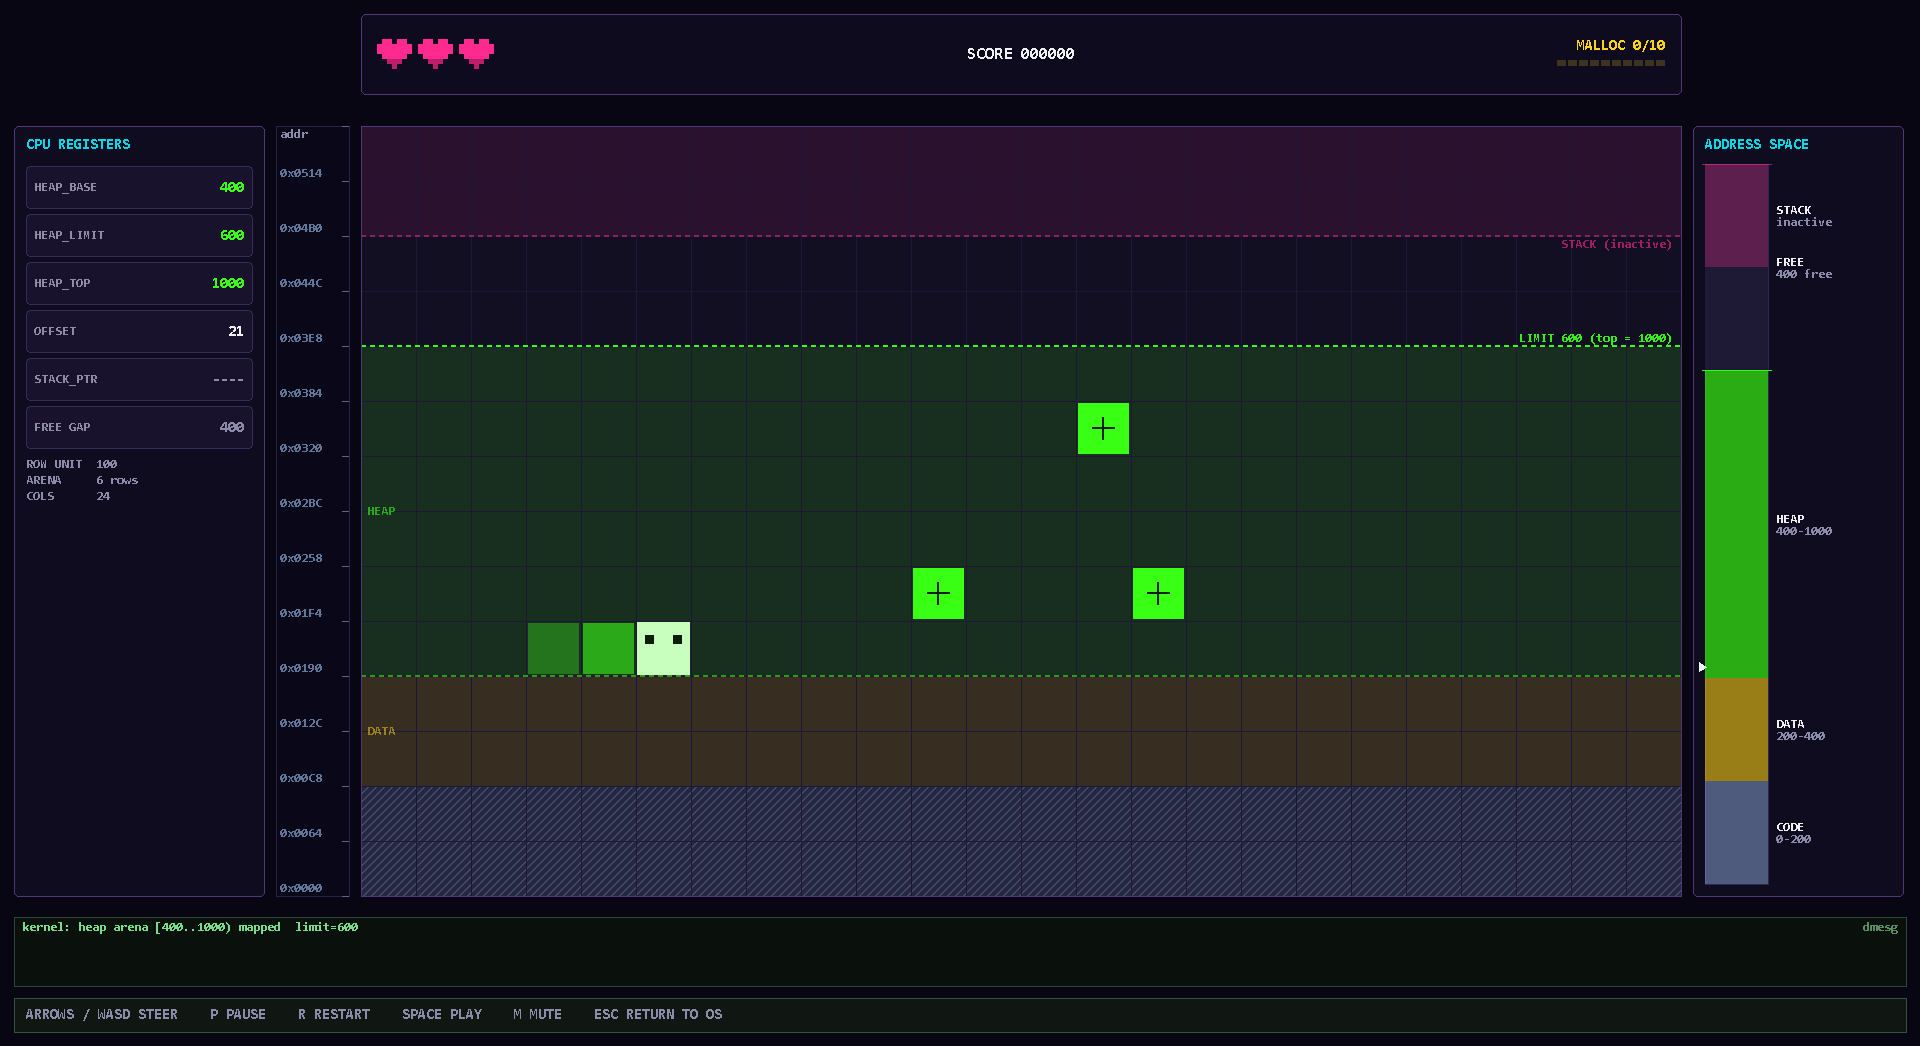 SCORE 000000
MALLOC 0/10
CPU REGISTERS
HEAP_BASE 400
HEAP_LIMIT 600
HEAP_TOP 1000
OFFSET 21
STACK_PTR ----
FREE GAP 400
ROW UNIT 100
ARENA 6 rows
COLS 24
addr
0x0514
0x04B0
0x044C
0x03E8
0x0384
0x0320
0x02BC
0x0258
0x01F4
0x0190
0x012C
0x00C8
0x0064
0x0000
STACK (inactive)
LIMIT 600 (top = 1000)
HEAP
DATA
ADDRESS SPACE
STACK
inactive
FREE
400 free
HEAP
400-1000
DATA
200-400
CODE
0-200
kernel: heap arena [400..1000) mapped limit=600
dmesg
ARROWS / WASD STEER P PAUSE R RESTART SPACE PLAY M MUTE ESC RETURN TO OS